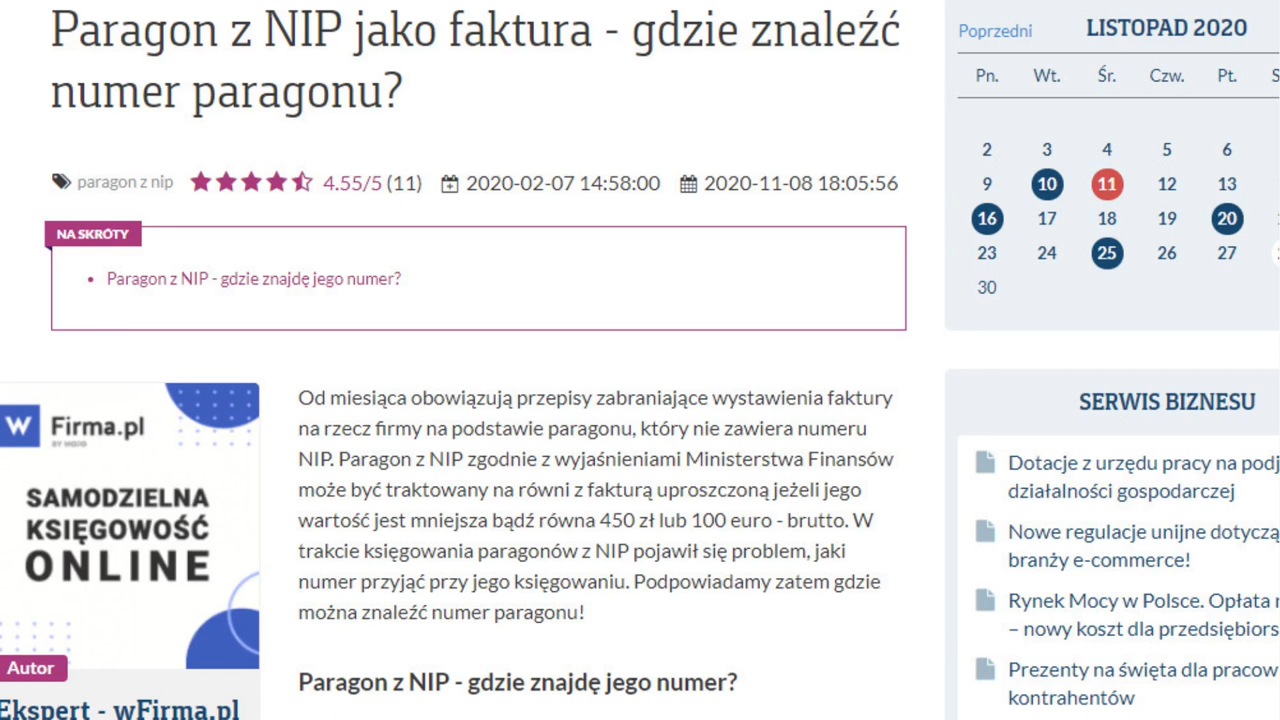 Paragon z NIP jako faktura - gdzie znaleźć
numer paragonu?
paragon z nip 4.55/5 (11) 2020-02-07 14:58:00 2020-11-08 18:05:56
NA SKRÓTY
• Paragon z NIP - gdzie znajdę jego numer?
W Firma.pl
SAMODZIELNA
KSIĘGOWOŚĆ
ONLINE
Autor
Ekspert - wFirma.pl
Od miesiąca obowiązują przepisy zabraniające wystawienia faktury
na rzecz firmy na podstawie paragonu, który nie zawiera numeru
NIP. Paragon z NIP zgodnie z wyjaśnieniami Ministerstwa Finansów
może być traktowany na równi z fakturą uproszczoną jeżeli jego
wartość jest mniejsza bądź równa 450 zł lub 100 euro - brutto. W
trakcie księgowania paragonów z NIP pojawił się problem, jaki
numer przyjąć przy jego księgowaniu. Podpowiadamy zatem gdzie
można znaleźć numer paragonu!
Paragon z NIP - gdzie znajdę jego numer?
Poprzedni LISTOPAD 2020
Pn. Wt. Śr. Czw. Pt. S
2 3 4 5 6
9 10 11 12 13
16 17 18 19 20
23 24 25 26 27
30
SERWIS BIZNESU
Dotacje z urzędu pracy na podj
działalności gospodarczej
Nowe regulacje unijne dotyczą
branży e-commerce!
Rynek Mocy w Polsce. Opłata
– nowy koszt dla przedsiębiors
Prezenty na święta dla pracow
kontrahentów